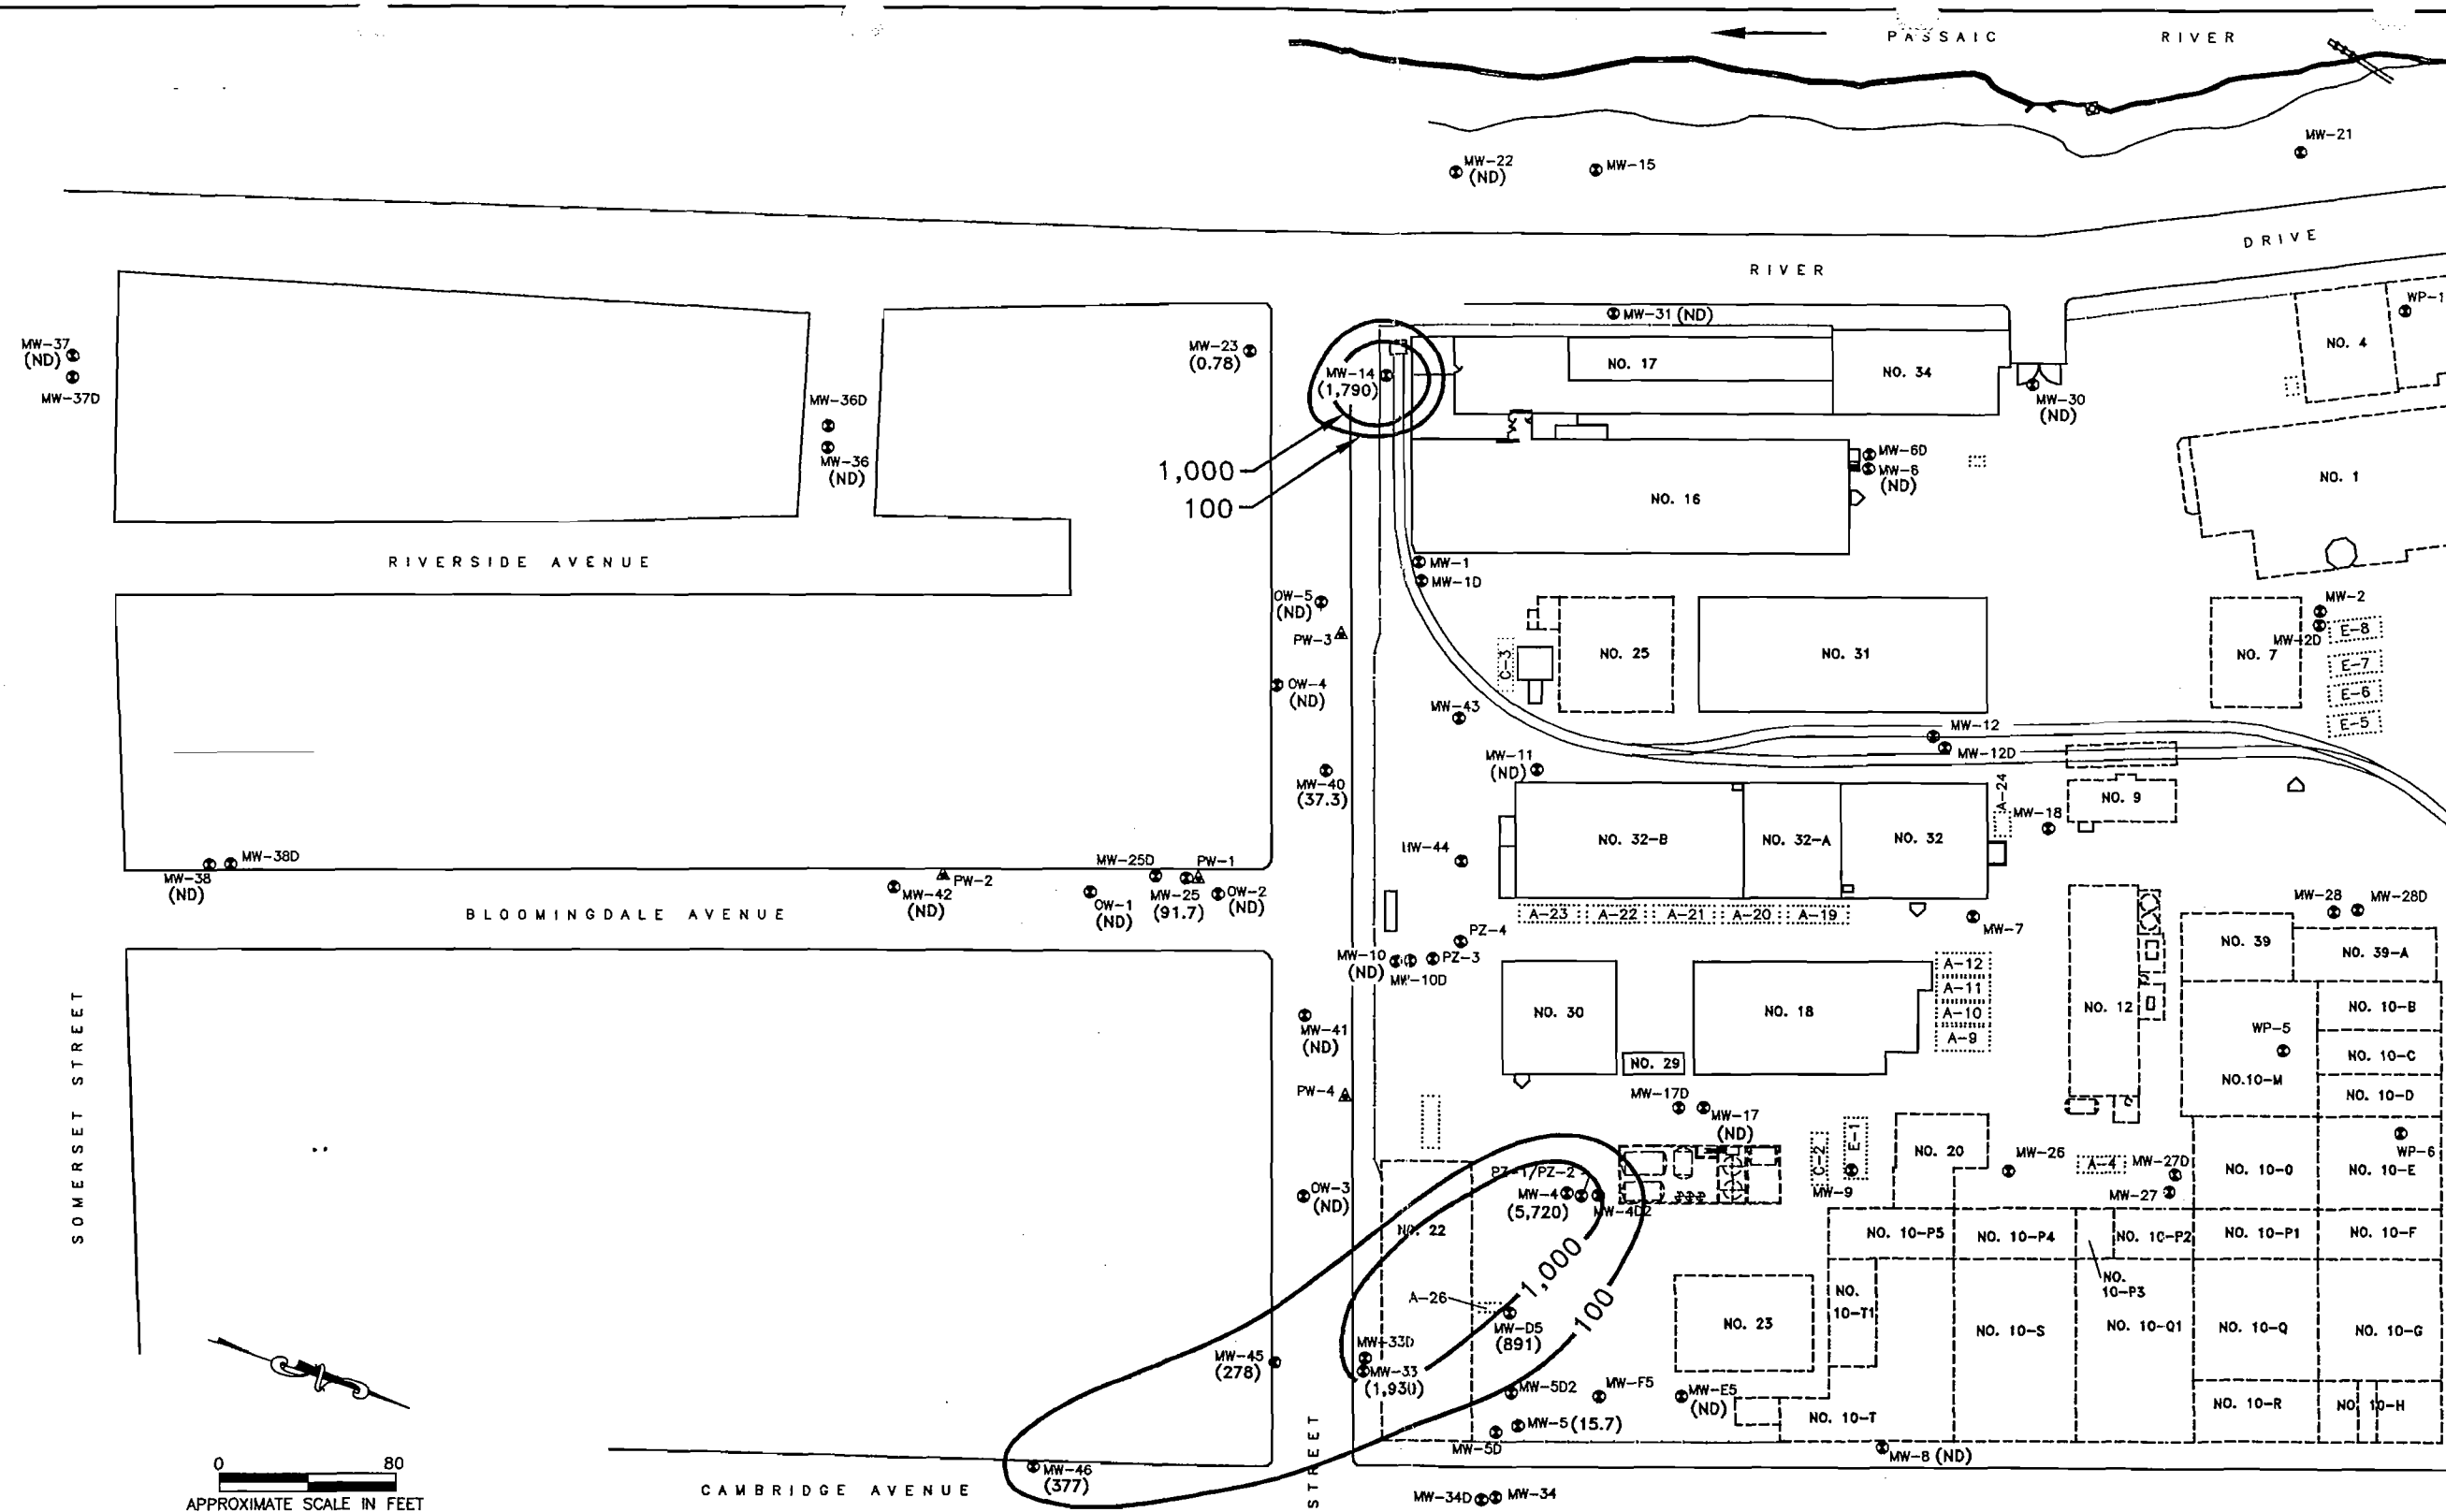 PASSAIC RIVER
MW-21
MW-22
(ND)
MW-15
DRIVE
RIVER
WP-1
MW-31 (ND)
MW-37
(ND)
MW-37D
MW-23
(0.78)
MW-14
(1,790)
NO. 17
NO. 34
NO. 4
MW-36D
MW-36
(ND)
MW-30
(ND)
1,000
100
MW-6D
MW-6
(ND)
NO. 16
NO. 1
RIVERSIDE AVENUE
MW-1
MW-1D
OW-5
(ND)
PW-3
MW-2
MW-2D
E-8
E-7
E-6
E-5
C-3
NO. 25
NO. 31
NO. 7
OW-4
(ND)
MW-43
MW-12
MW-12D
MW-11
(ND)
MW-40
(37.3)
A-24
NO. 9
MW-18
NO. 32-B
NO. 32-A
NO. 32
MW-44
MW-38D
MW-38
(ND)
MW-25D
PW-1
PW-2
MW-42
(ND)
OW-1
(ND)
MW-25
(91.7)
OW-2
(ND)
BLOOMINGDALE AVENUE
A-23
A-22
A-21
A-20
A-19
MW-7
MW-28
MW-28D
PZ-4
PZ-3
MW-10
(ND)
MW-10D
NO. 39
NO. 39-A
A-12
A-11
A-10
A-9
NO. 30
NO. 18
NO. 12
NO. 10-B
WP-5
NO. 10-C
NO.10-M
NO. 10-D
MW-41
(ND)
NO. 29
PW-4
MW-17D
MW-17
(ND)
SOMERSET STREET
C-2
E-1
NO. 20
MW-26
A-4
MW-27D
MW-27
MW-9
WP-6
NO. 10-O
NO. 10-E
PZ-1/PZ-2
MW-4
(5,720)
MW-4D2
OW-3
(ND)
NO. 22
NO. 10-P5
NO. 10-P4
NO. 10-P2
NO. 10-P1
NO. 10-F
NO.
10-P3
1,000
100
A-26
MW-D5
(891)
NO. 23
NO.
10-T1
NO. 10-S
NO. 10-Q1
NO. 10-Q
NO. 10-G
MW-45
(278)
MW-33D
MW-33
(1,930)
MW-5D2
MW-F5
MW-E5
(ND)
MW-5 (15.7)
MW-5D
NO. 10-T
NO. 10-R
NO. 10-H
MW-8 (ND)
MW-46
(377)
CAMBRIDGE AVENUE
STREET
MW-34D
MW-34
0 80
APPROXIMATE SCALE IN FEET